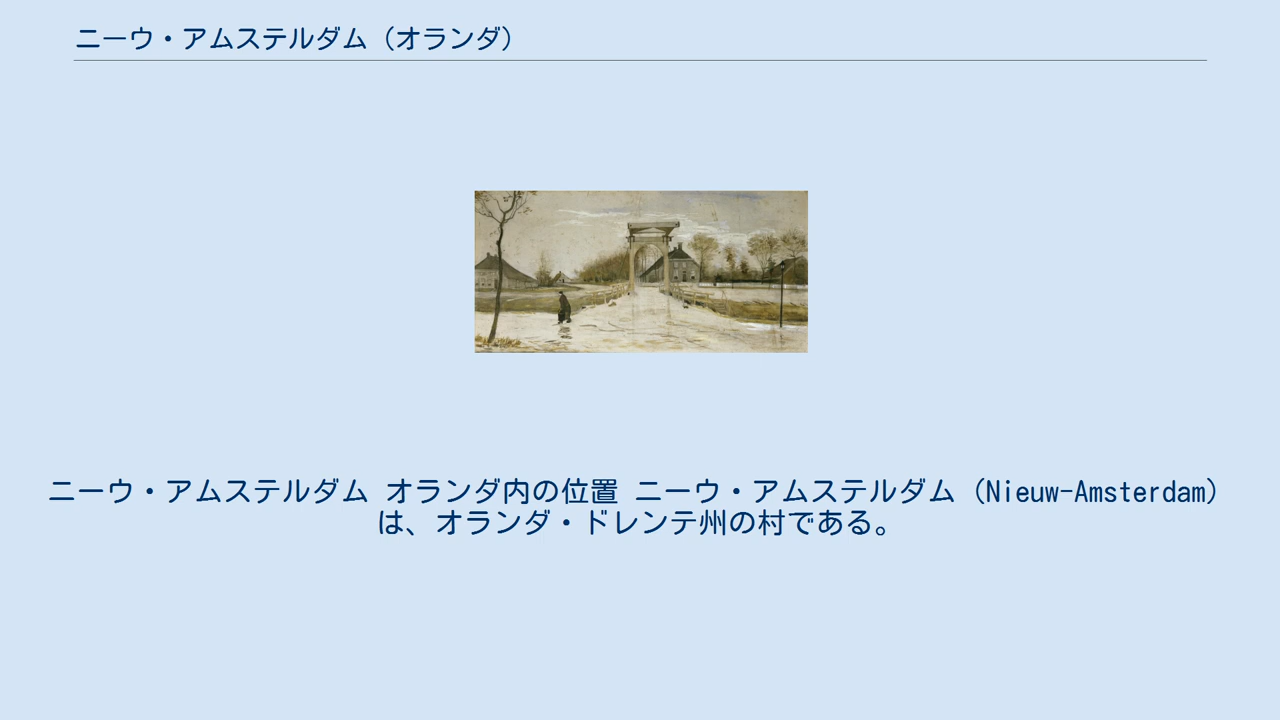 ニーウ・アムステルダム（オランダ）
ニーウ・アムステルダム オランダ内の位置 ニーウ・アムステルダム（Nieuw-Amsterdam）
は、オランダ・ドレンテ州の村である。